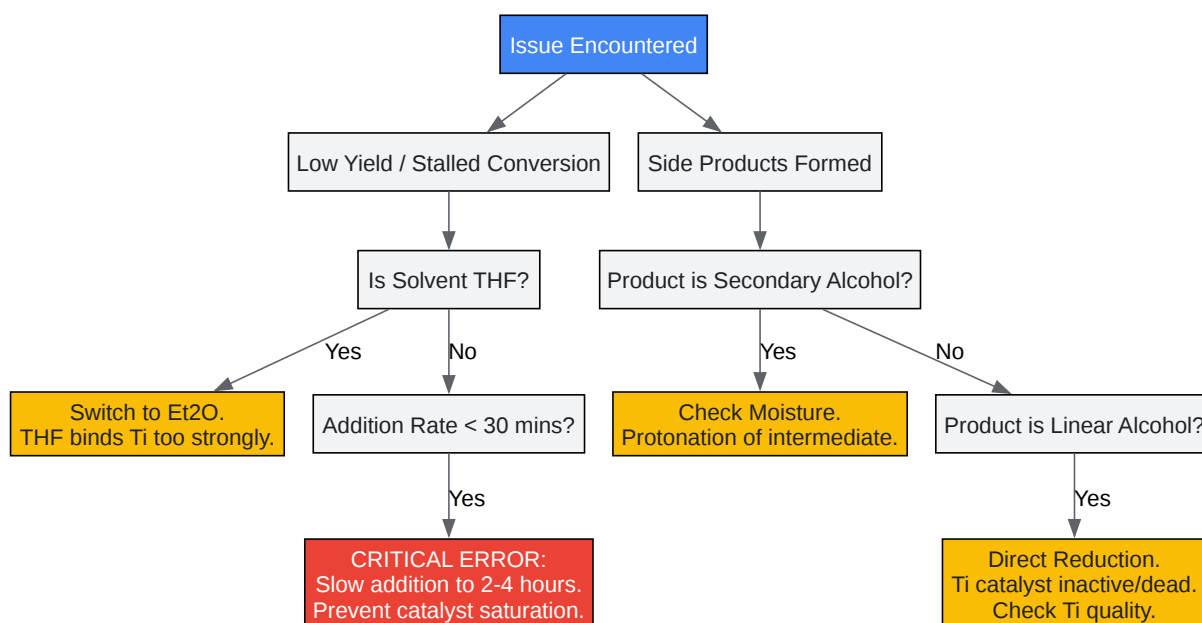 Issue Encountered
Low Yield / Stalled Conversion
Side Products Formed
Is Solvent THF?
Product is Secondary Alcohol?
Yes
No
Yes
No
Switch to Et2O.
THF binds Ti too strongly.
Addition Rate < 30 mins?
Check Moisture.
Protonation of intermediate.
Product is Linear Alcohol?
Yes
Yes
CRITICAL ERROR:
Slow addition to 2-4 hours.
Prevent catalyst saturation.
Direct Reduction.
Ti catalyst inactive/dead.
Check Ti quality.